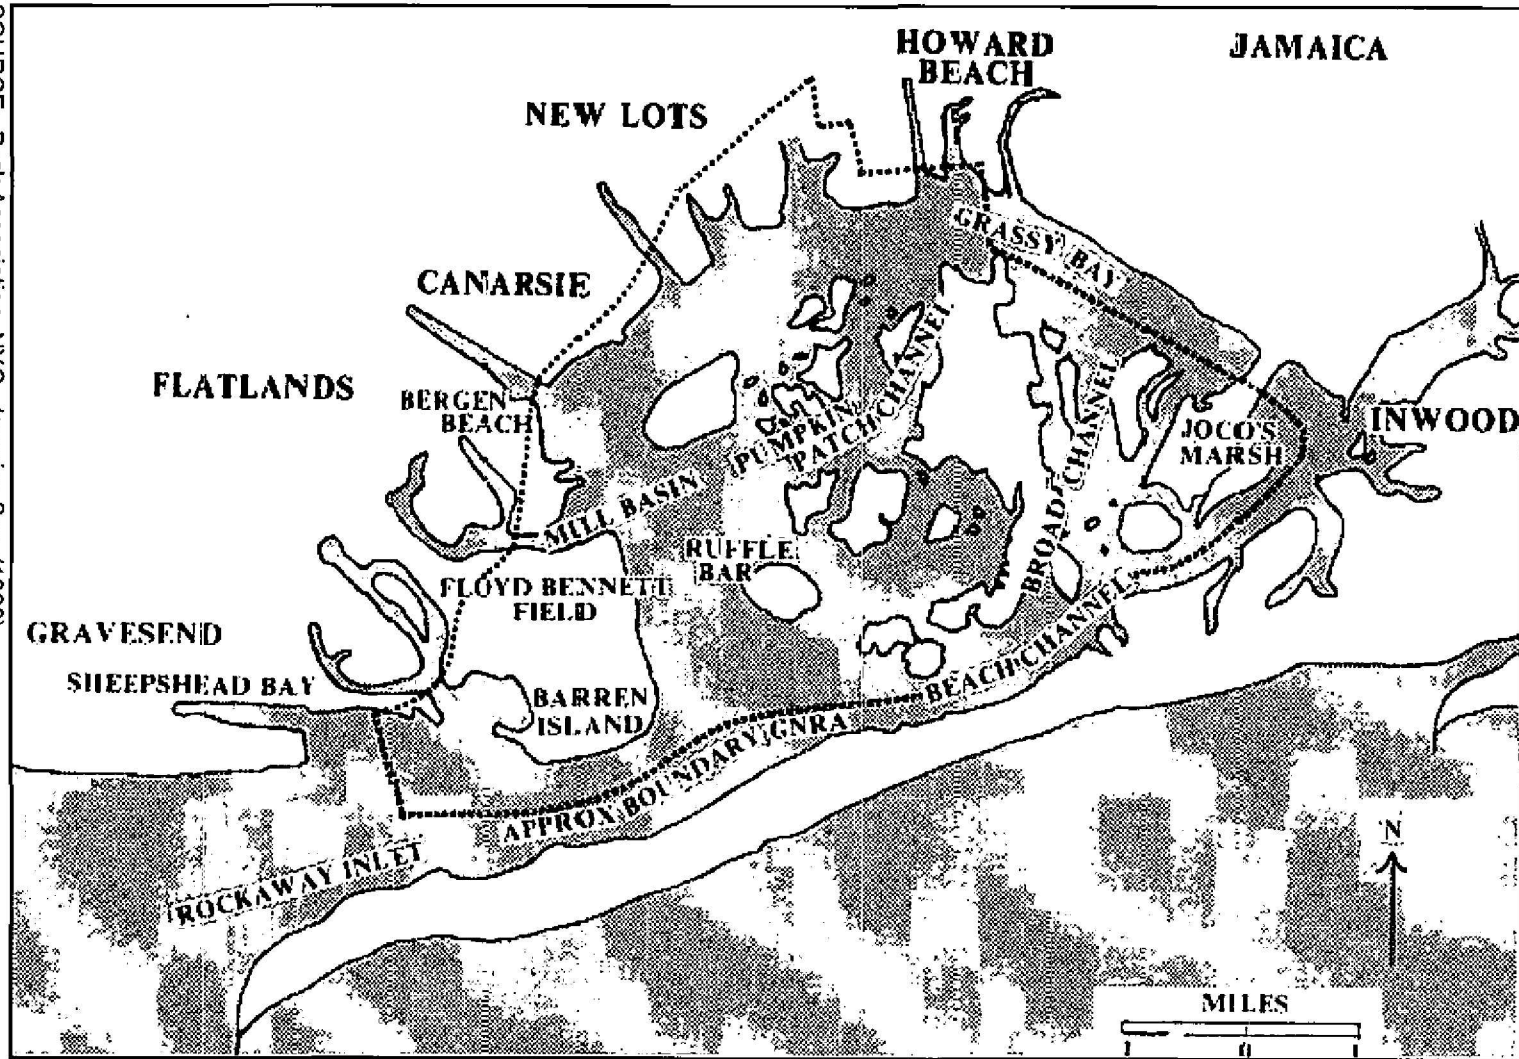 HOWARD
BEACH
JAMAICA
NEW LOTS
GRASSY BAY
CANARSIE
FLATLANDS
BERGEN
BEACH
PUMPKIN
PATCH CHANNEL
BROAD CHANNEL
JOCO'S
MARSH
INWOOD
MILL BASIN
RUFFLE
BAR
FLOYD BENNETT
FIELD
GRAVESEND
SHEEPSHEAD BAY
BARREN
ISLAND
BEACH CHANNEL
APPROX BOUNDARY GNRA
ROCKAWAY INLET
N
MILES
1 0 1